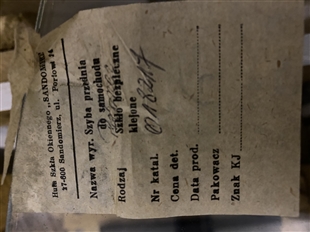 Huta Szkła Okiennego „SANDOMIERZ"
27-600 Sandomierz, ul. Portowa 24
Nazwa wyr. Szyba przednia
do samochodu
Rodzaj Szkło bezpieczne
klejone
Nr katal.
Cena det.
Data prod.
Pakowacz
Znak KJ